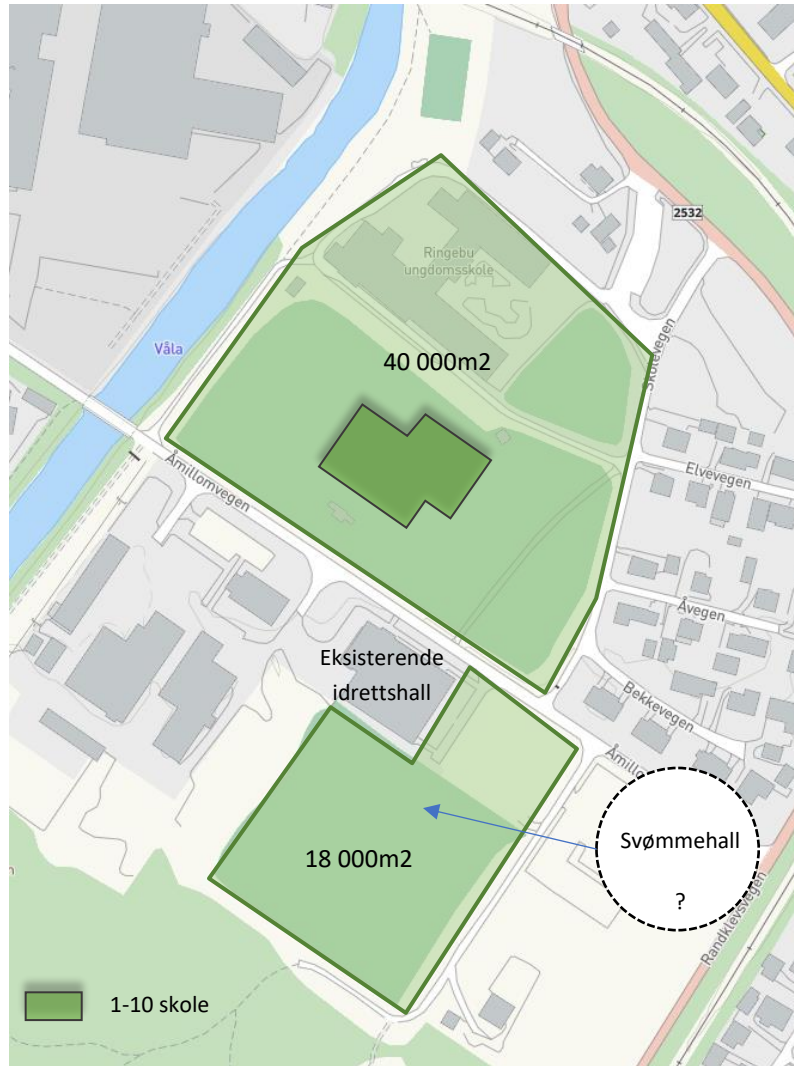 2532
Ringebu
ungdomsskole
Våla
Skolevegen
40 000m2
Elvevegen
Åmillomvegen
Åvegen
Eksisterende
idrettshall
Bekkevegen
Svømmehall
?
18 000m2
Randklevsvegen
1-10 skole